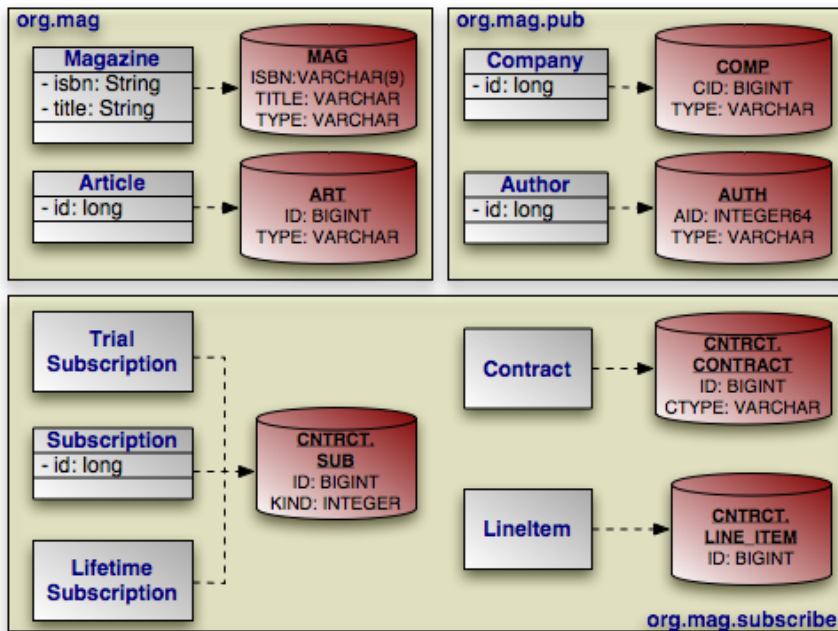 org.mag
Magazine
- isbn: String
- title: String
MAG
ISBN:VARCHAR(9)
TITLE: VARCHAR
TYPE: VARCHAR
Article
- id: long
ART
ID: BIGINT
TYPE: VARCHAR
org.mag.pub
Company
- id: long
COMP
CID: BIGINT
TYPE: VARCHAR
Author
- id: long
AUTH
AID: INTEGER64
TYPE: VARCHAR
Trial
Subscription
Subscription
- id: long
Lifetime
Subscription
CNTRCT.
SUB
ID: BIGINT
KIND: INTEGER
Contract
CNTRCT.
CONTRACT
ID: BIGINT
CTYPE: VARCHAR
LineItem
CNTRCT.
LINE_ITEM
ID: BIGINT
org.mag.subscribe